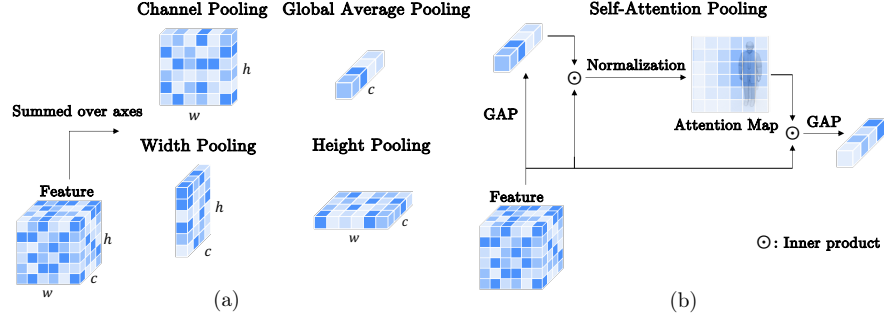 Channel Pooling
h
w
Global Average Pooling
c
Summed over axes
Width Pooling
h
c
Height Pooling
w
c
Feature
h
w
c
(a)
Self-Attention Pooling
Normalization
GAP
Attention Map
GAP
Feature
⊙: Inner product
(b)